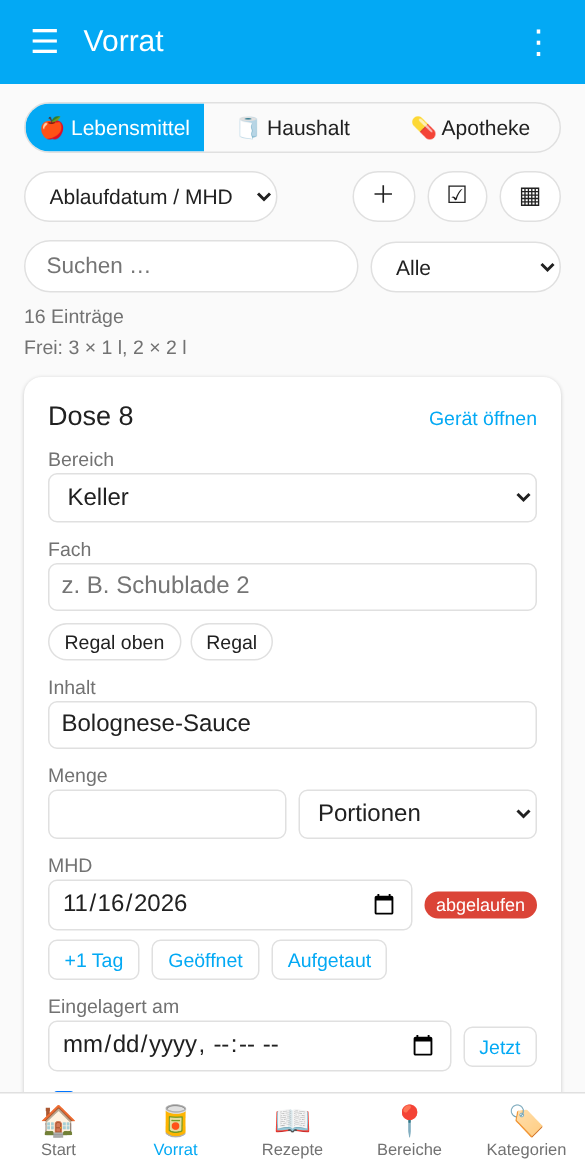 Vorrat
Lebensmittel Haushalt Apotheke
Ablaufdatum / MHD
Suchen … Alle
16 Einträge
Frei: 3 × 1 l, 2 × 2 l
Dose 8 Gerät öffnen
Bereich
Keller
Fach
z. B. Schublade 2
Regal oben Regal
Inhalt
Bolognese-Sauce
Menge
Portionen
MHD
11/16/2026 abgelaufen
+1 Tag Geöffnet Aufgetaut
Eingelagert am
mm/dd/yyyy, --:-- -- Jetzt
Start Vorrat Rezepte Bereiche Kategorien